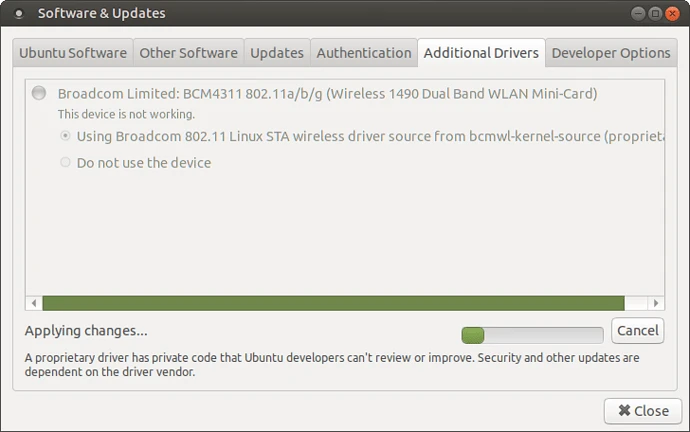 Software & Updates
Ubuntu Software Other Software Updates Authentication Additional Drivers Developer Options
Broadcom Limited: BCM4311 802.11a/b/g (Wireless 1490 Dual Band WLAN Mini-Card)
This device is not working.
Using Broadcom 802.11 Linux STA wireless driver source from bcmwl-kernel-source (proprieta
Do not use the device
Applying changes...
Cancel
A proprietary driver has private code that Ubuntu developers can't review or improve. Security and other updates are
dependent on the driver vendor.
Close